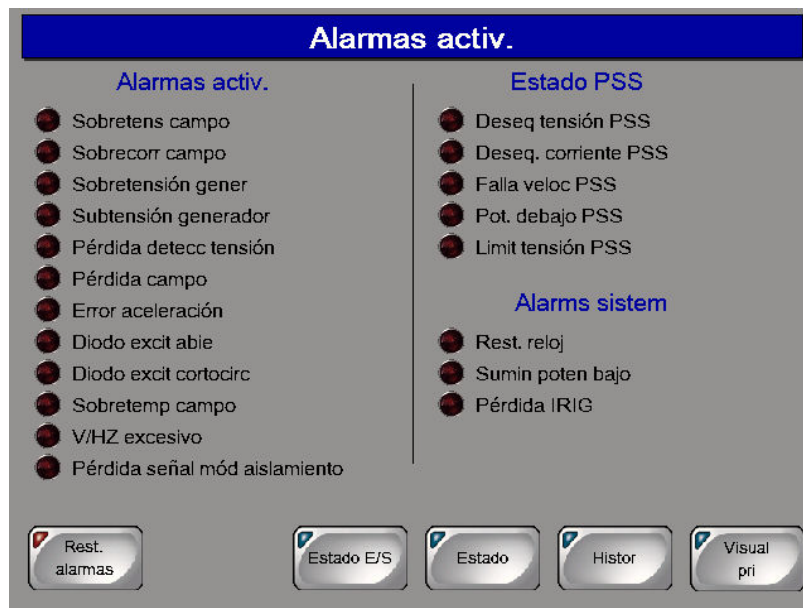 Alarmas activ.
Alarmas activ.
Sobretens campo
Sobrecorr campo
Sobretensión gener
Subtensión generador
Pérdida detecc tensión
Pérdida campo
Error aceleración
Diodo excit abie
Diodo excit cortocirc
Sobretemp campo
V/HZ excesivo
Pérdida señal mód aislamiento
Estado PSS
Deseq tensión PSS
Deseq. corriente PSS
Falla veloc PSS
Pot. debajo PSS
Limit tensión PSS
Alarms sistem
Rest. reloj
Sumin poten bajo
Pérdida IRIG
Rest.
alarmas
Estado E/S
Estado
Histor
Visual
pri